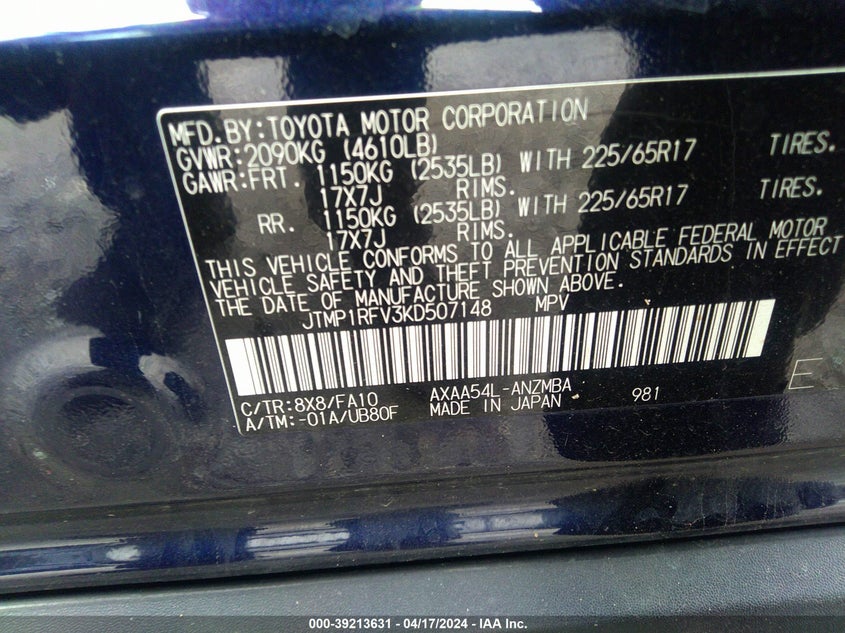 MFD.BY:TOYOTA MOTOR CORPORATION
GVWR:2090KG (4610LB)
GAWR:FRT. 1150KG (2535LB) WITH 225/65R17 TIRES.
17X7J RIMS.
RR. 1150KG (2535LB) WITH 225/65R17 TIRES.
17X7J RIMS.
THIS VEHICLE CONFORMS TO ALL APPLICABLE FEDERAL MOTOR
VEHICLE SAFETY AND THEFT PREVENTION STANDARDS IN EFFECT
THE DATE OF MANUFACTURE SHOWN ABOVE.
JTMP1RFV3KD507148 MPV
C/TR:8X8/FA10 AXAA54L-ANZMBA 981 E
A/TM:-01A/UB80F MADE IN JAPAN
000-39213631 - 04/17/2024 - IAA Inc.